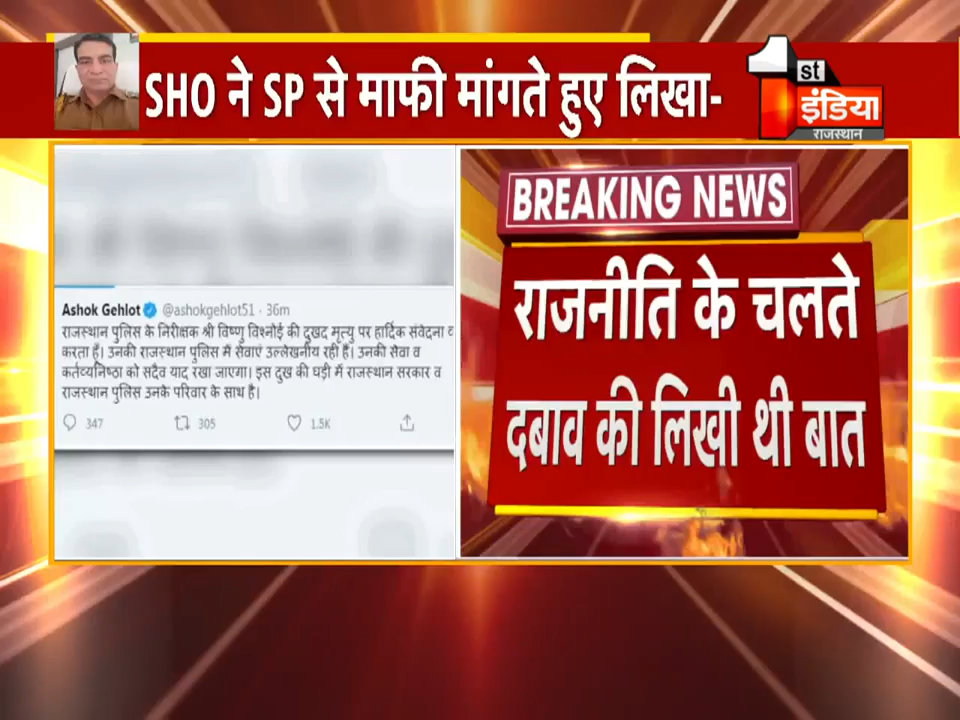 SHO ने SP से माफी मांगते हुए लिखा-
1st
इंडिया
राजस्थान
BREAKING NEWS
राजनीति के चलते
दबाव की लिखी थी बात
Ashok Gehlot @ashokgehlot51 · 36m
राजस्थान पुलिस के निरीक्षक श्री विष्णु विश्नोई की दुखद मृत्यु पर हार्दिक संवेदना
करता हूँ। उनकी राजस्थान पुलिस में सेवाएं उल्लेखनीय रही हैं। उनकी सेवा व
कर्तव्यनिष्ठा को सदैव याद रखा जाएगा। इस दुख की घड़ी में राजस्थान सरकार व
राजस्थान पुलिस उनके परिवार के साथ है।
347 305 1.5K